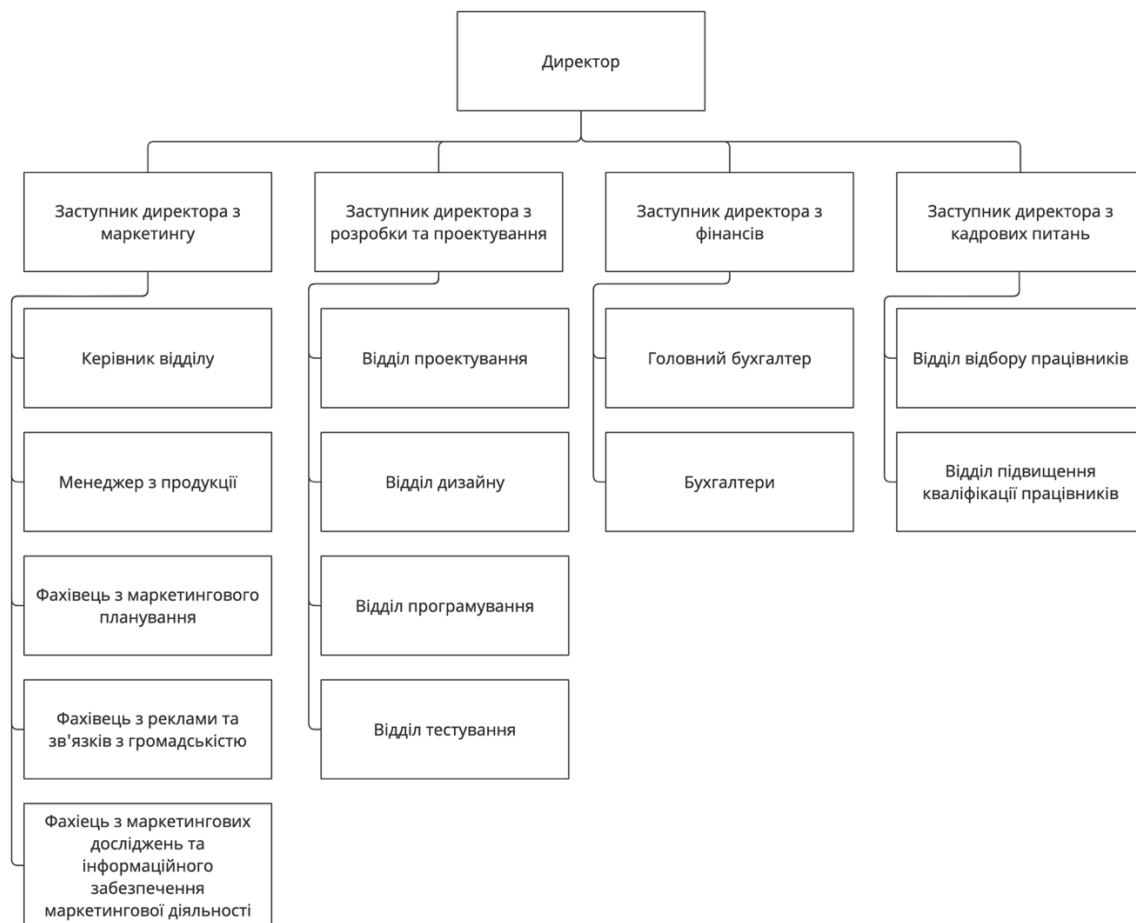 Директор
Заступник директора з
маркетингу
Заступник директора з
розробки та проектування
Заступник директора з
фінансів
Заступник директора з
кадрових питань
Керівник відділу
Відділ проектування
Головний бухгалтер
Відділ відбору працівників
Менеджер з продукції
Відділ дизайну
Бухгалтери
Відділ підвищення
кваліфікації працівників
Фахівець з маркетингового
планування
Відділ програмування
Фахівець з реклами та
зв'язків з громадськістю
Відділ тестування
Фахіець з маркетингових
досліджень та
інформаційного
забезпечення
маркетингової діяльності